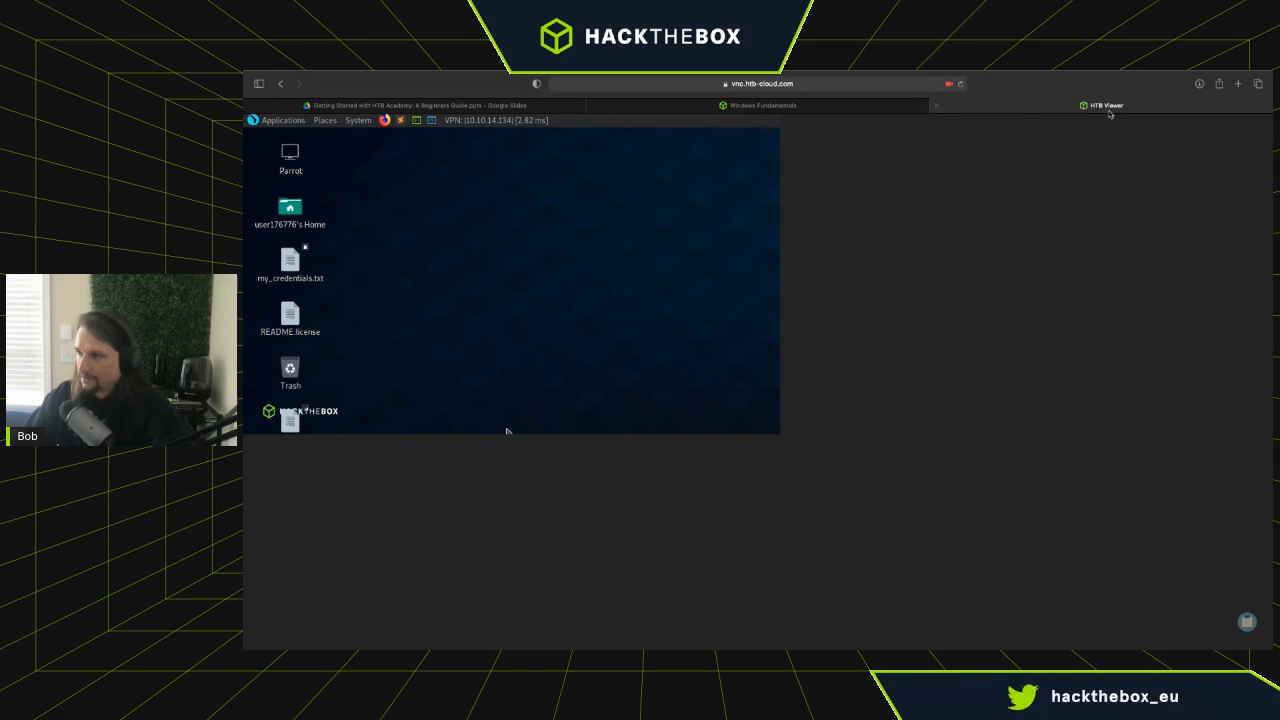 HACKTHEBOX
vnc.htb-cloud.com
Getting Started with HTB Academy: A Beginners Guide.pptx - Google Slides
Windows Fundamentals
HTB Viewer
Applications Places System VPN: (10.10.14.134) [2.82 ms]
Parrot
user176776's Home
my_credentials.txt
README.license
Trash
HACKTHEBOX
Bob
hackthebox_eu